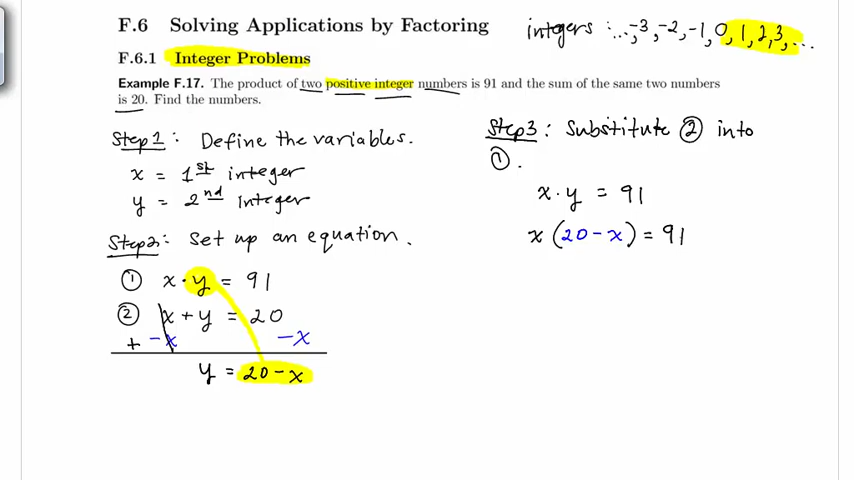 F.6 Solving Applications by Factoring
integers : ..., -3, -2, -1, 0, 1, 2, 3, ...
F.6.1 Integer Problems
Example F.17. The product of two positive integer numbers is 91 and the sum of the same two numbers
is 20. Find the numbers.
Step 1 : Define the variables.
x = 1st integer
y = 2nd integer
Step 2 : Set up an equation.
① x · y = 91
② x + y = 20
+ -x -x
y = 20 - x
Step 3 : Substitute ② into
①.
x · y = 91
x (20 - x) = 91